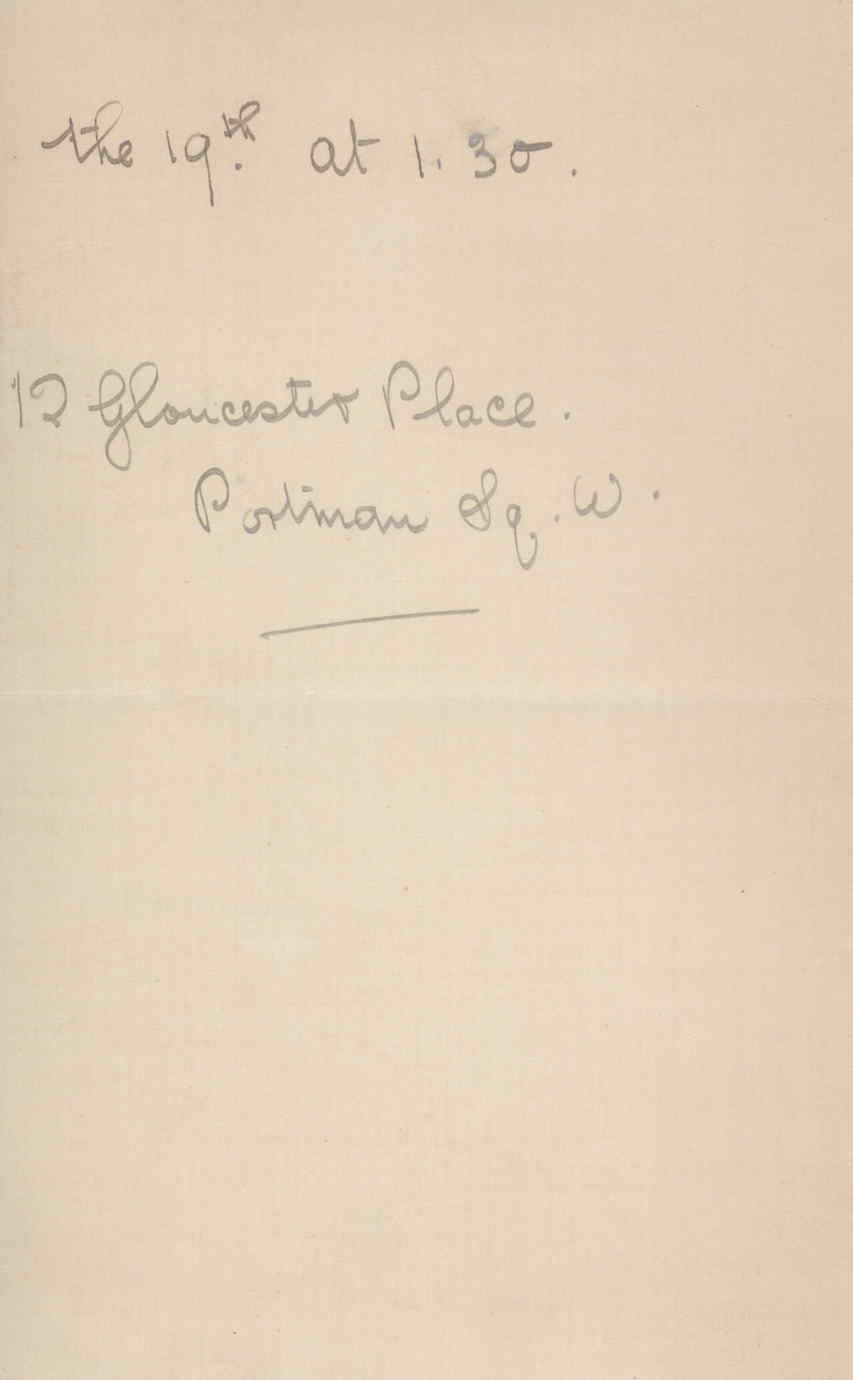 the 19th. at 1.30.
12 Gloucester Place.
Portman Sq. W.